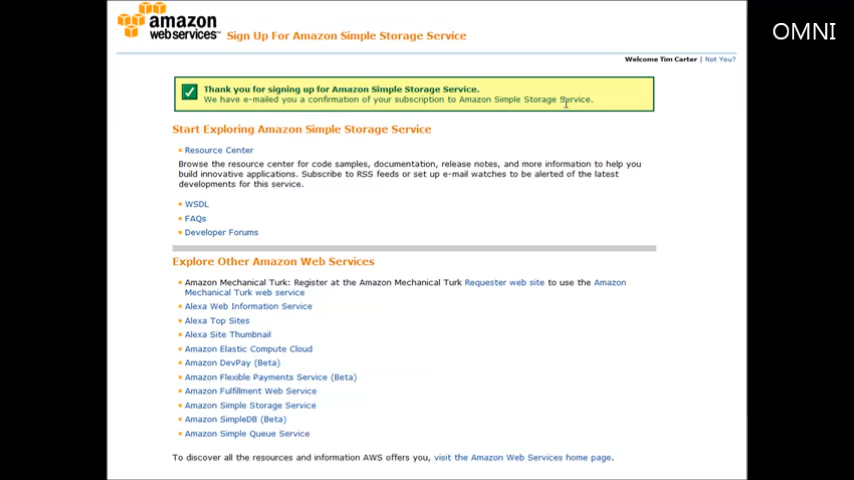 OMNI
amazon
webservices™
Sign Up For Amazon Simple Storage Service
Welcome Tim Carter | Not You?
Thank you for signing up for Amazon Simple Storage Service.
We have e-mailed you a confirmation of your subscription to Amazon Simple Storage Service.
Start Exploring Amazon Simple Storage Service
Resource Center
Browse the resource center for code samples, documentation, release notes, and more information to help you
build innovative applications. Subscribe to RSS feeds or set up e-mail watches to be alerted of the latest
developments for this service.
WSDL
FAQs
Developer Forums
Explore Other Amazon Web Services
Amazon Mechanical Turk: Register at the Amazon Mechanical Turk Requester web site to use the Amazon
Mechanical Turk web service
Alexa Web Information Service
Alexa Top Sites
Alexa Site Thumbnail
Amazon Elastic Compute Cloud
Amazon DevPay (Beta)
Amazon Flexible Payments Service (Beta)
Amazon Fulfillment Web Service
Amazon Simple Storage Service
Amazon SimpleDB (Beta)
Amazon Simple Queue Service
To discover all the resources and information AWS offers you, visit the Amazon Web Services home page.